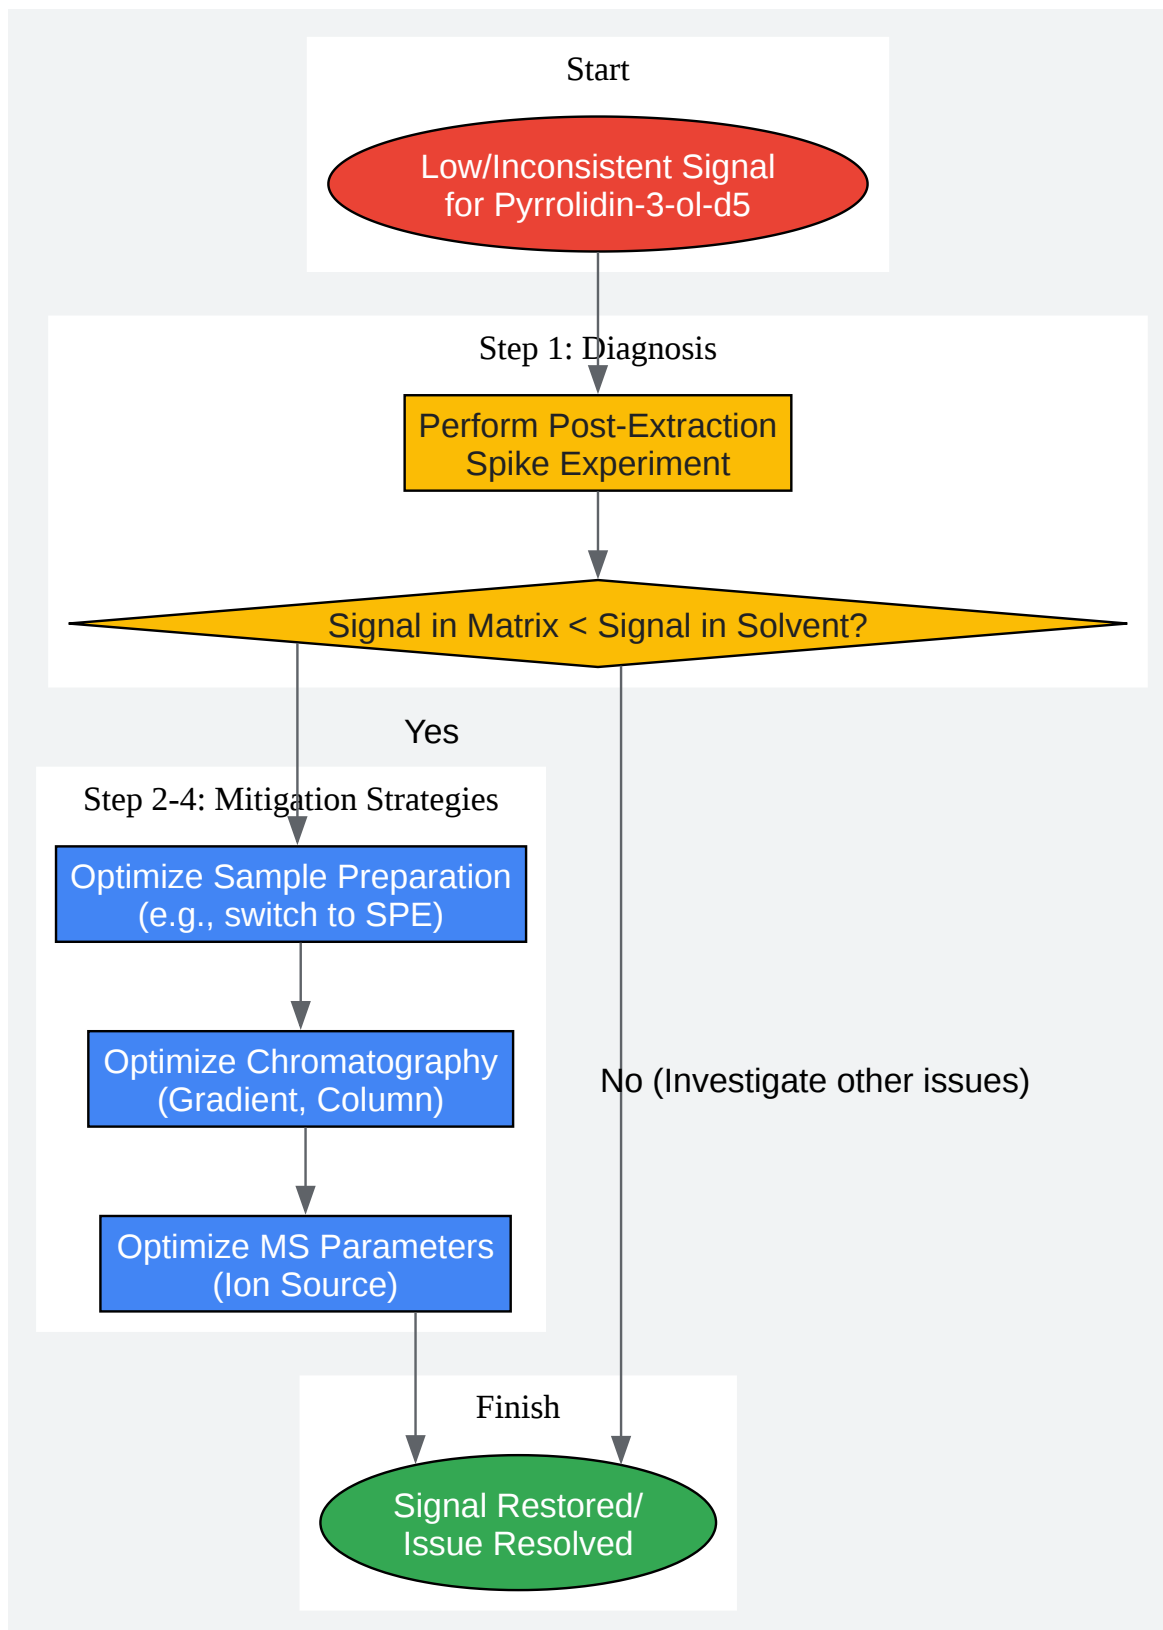 Start
Low/Inconsistent Signal
for Pyrrolidin-3-ol-d5
Step 1: Diagnosis
Perform Post-Extraction
Spike Experiment
Signal in Matrix < Signal in Solvent?
Yes
Step 2-4: Mitigation Strategies
Optimize Sample Preparation
(e.g., switch to SPE)
Optimize Chromatography
(Gradient, Column)
No (Investigate other issues)
Optimize MS Parameters
(Ion Source)
Finish
Signal Restored/
Issue Resolved